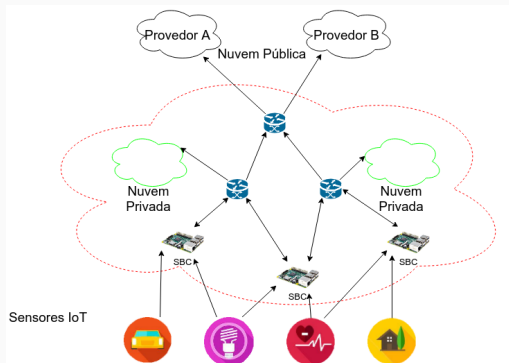 Provedor A
Provedor B
Nuvem Pública
Nuvem
Privada
Nuvem
Privada
SBC
SBC
SBC
Sensores IoT